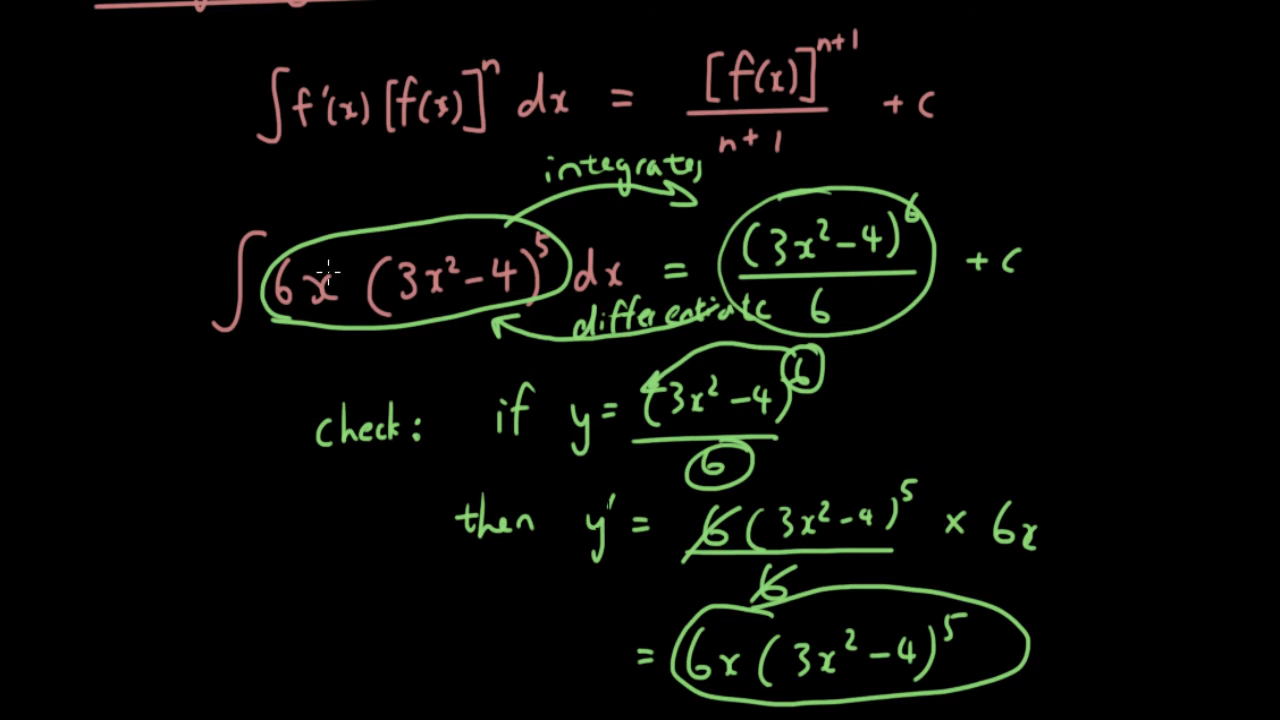 ∫ f'(x) [f(x)]^n dx = [f(x)]^(n+1) / (n+1) + c
integrates
∫ 6x (3x² - 4)^5 dx = (3x² - 4)^6 / 6 + c
differentiate
check: if y = (3x² - 4)^6 / 6
then y' = 6(3x² - 4)^5 / 6 × 6x
= 6x (3x² - 4)^5